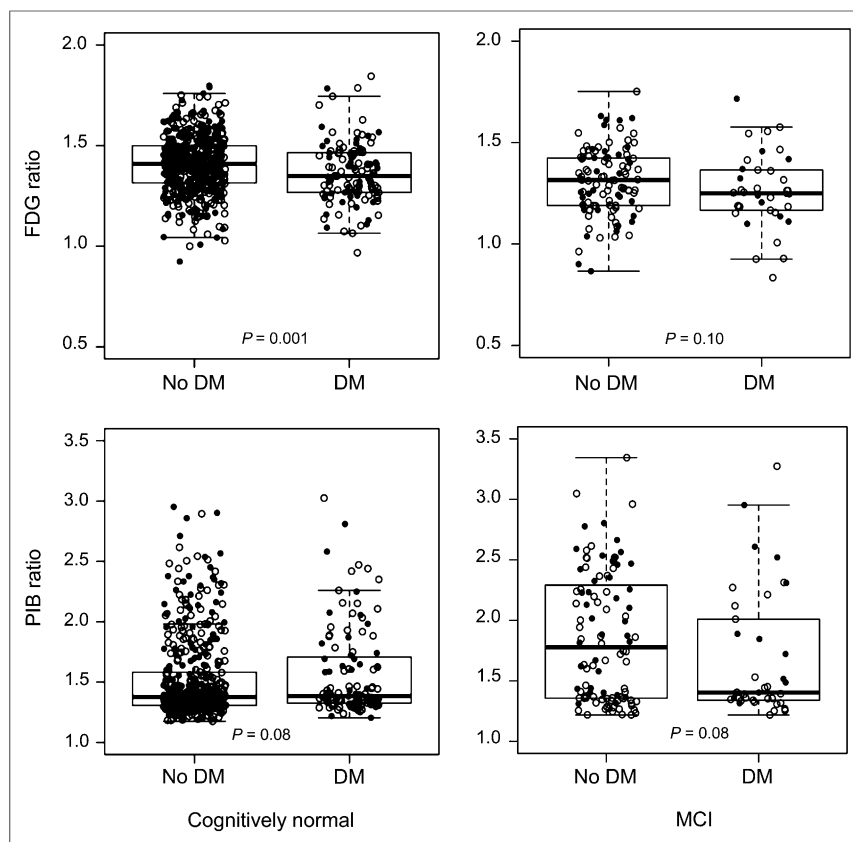 2.0
1.5
1.0
0.5
FDG ratio
P = 0.001
No DM DM
2.0
1.5
1.0
0.5
P = 0.10
No DM DM
3.5
3.0
2.5
2.0
1.5
1.0
PIB ratio
P = 0.08
No DM DM
Cognitively normal
3.5
3.0
2.5
2.0
1.5
1.0
P = 0.08
No DM DM
MCI